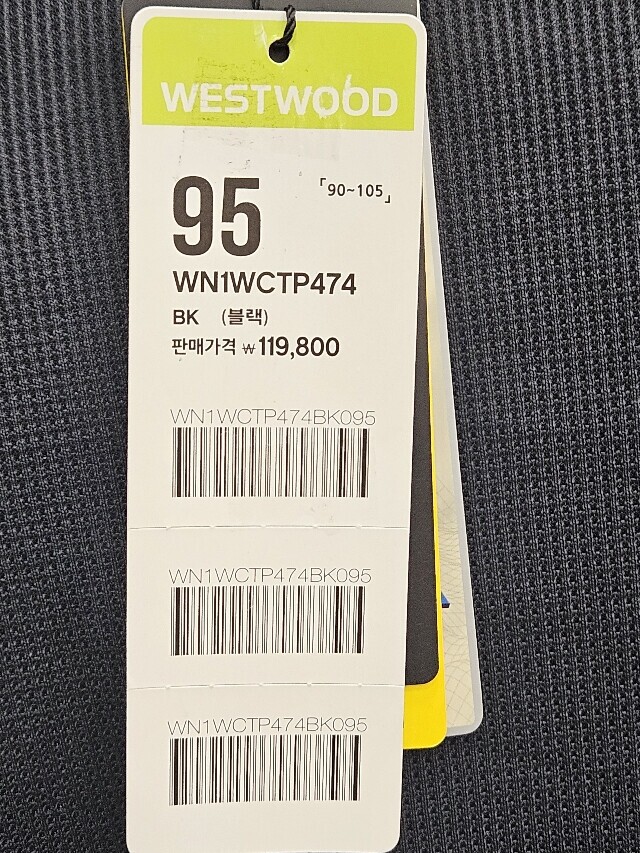 WESTWOOD
95 「90~105」
WN1WCTP474
BK (블랙)
판매가격 ₩119,800
WN1WCTP474BK095
WN1WCTP474BK095
WN1WCTP474BK095